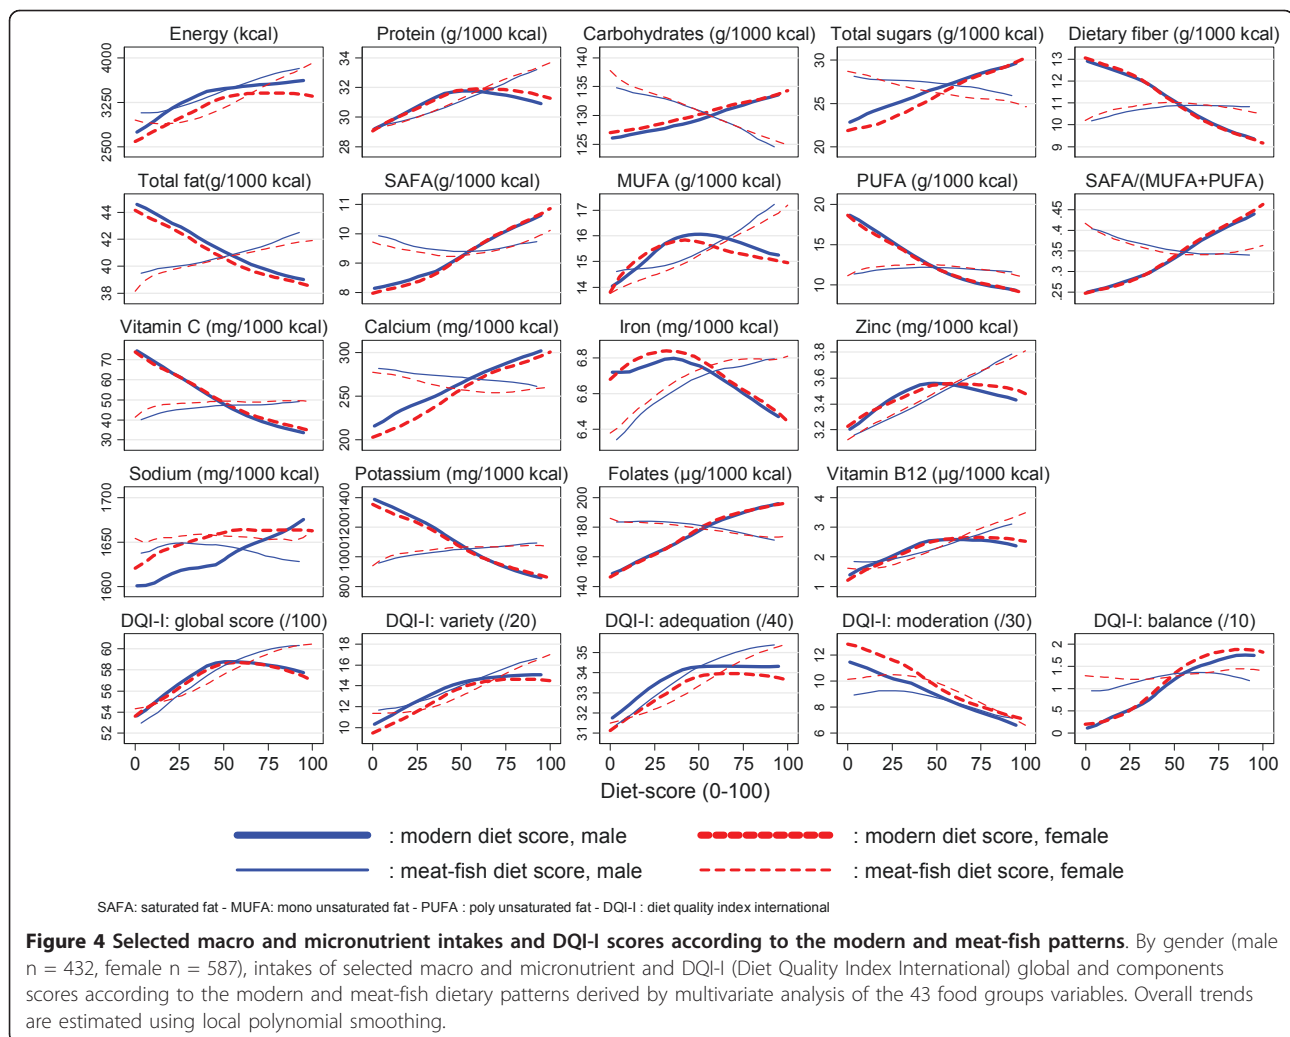 Energy (kcal) Protein (g/1000 kcal) Carbohydrates (g/1000 kcal) Total sugars (g/1000 kcal) Dietary fiber (g/1000 kcal)
2500 3250 4000
28 30 32 34
125 130 135 140
20 25 30
9 10 11 12 13
Total fat(g/1000 kcal) SAFA(g/1000 kcal) MUFA (g/1000 kcal) PUFA (g/1000 kcal) SAFA/(MUFA+PUFA)
38 40 42 44
8 9 10 11
14 15 16 17
10 15 20
.25 .3 .35 .4 .45
Vitamin C (mg/1000 kcal) Calcium (mg/1000 kcal) Iron (mg/1000 kcal) Zinc (mg/1000 kcal)
30 40 50 60 70
200 250 300
6.4 6.6 6.8
3.2 3.4 3.6 3.8
Sodium (mg/1000 kcal) Potassium (mg/1000 kcal) Folates (µg/1000 kcal) Vitamin B12 (µg/1000 kcal)
1600 1650 1700
800 1000 1200 1400
140 160 180 200
1 2 3 4
DQI-I: global score (/100) DQI-I: variety (/20) DQI-I: adequation (/40) DQI-I: moderation (/30) DQI-I: balance (/10)
52 54 56 58 60
10 12 14 16 18
31 32 33 34 35
6 8 10 12
0 .5 1 1.5 2
0 25 50 75 100 0 25 50 75 100 0 25 50 75 100 0 25 50 75 100 0 25 50 75 100
Diet-score (0-100)
: modern diet score, male : modern diet score, female
: meat-fish diet score, male : meat-fish diet score, female
SAFA: saturated fat - MUFA: mono unsaturated fat - PUFA : poly unsaturated fat - DQI-I : diet quality index international
Figure 4 Selected macro and micronutrient intakes and DQI-I scores according to the modern and meat-fish patterns. By gender (male
n = 432, female n = 587), intakes of selected macro and micronutrient and DQI-I (Diet Quality Index International) global and components
scores according to the modern and meat-fish dietary patterns derived by multivariate analysis of the 43 food groups variables. Overall trends
are estimated using local polynomial smoothing.